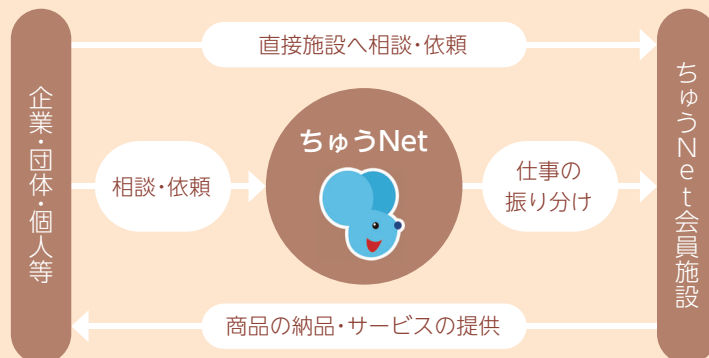 直接施設へ相談・依頼
企業・団体・個人等
相談・依頼
ちゅうNet
仕事の
振り分け
ちゅうNet会員施設
商品の納品・サービスの提供